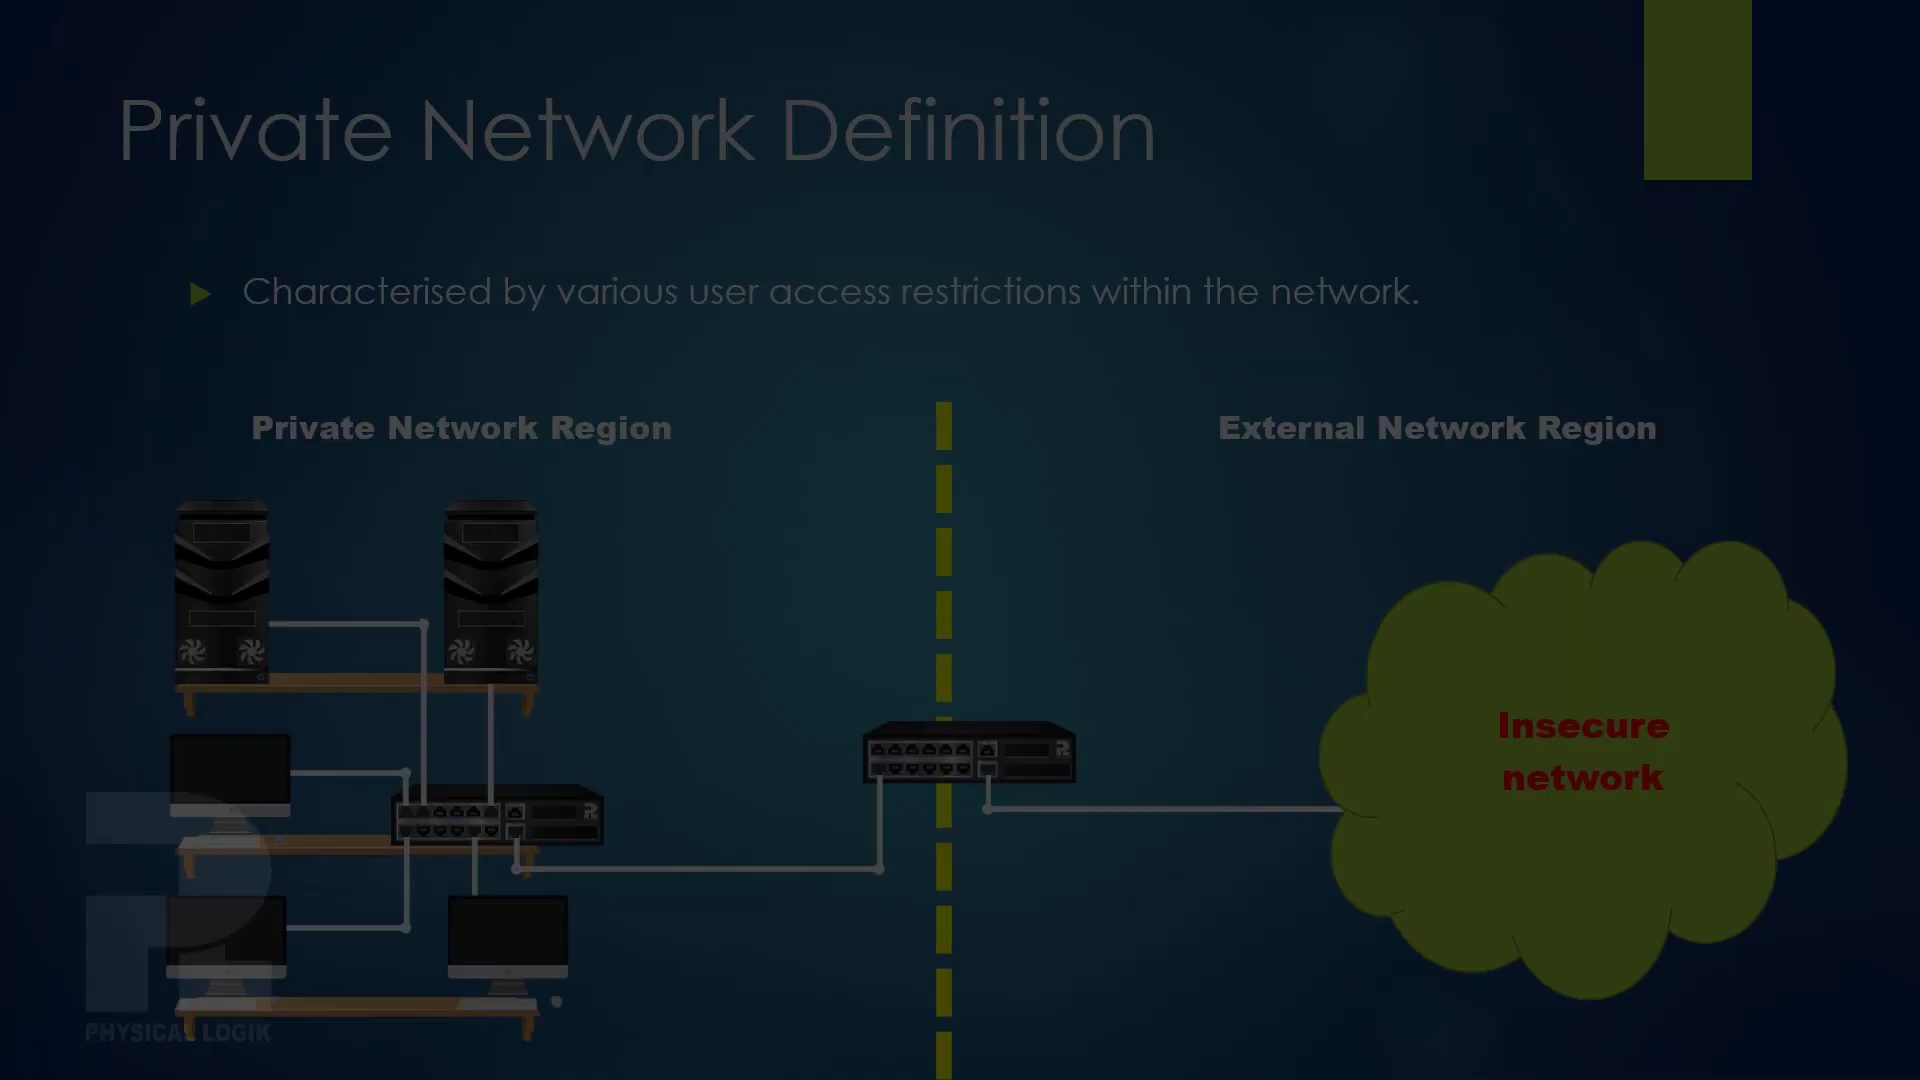 Private Network Definition
Characterised by various user access restrictions within the network.
Private Network Region
External Network Region
Insecure
network
PHYSICAL LOGIK